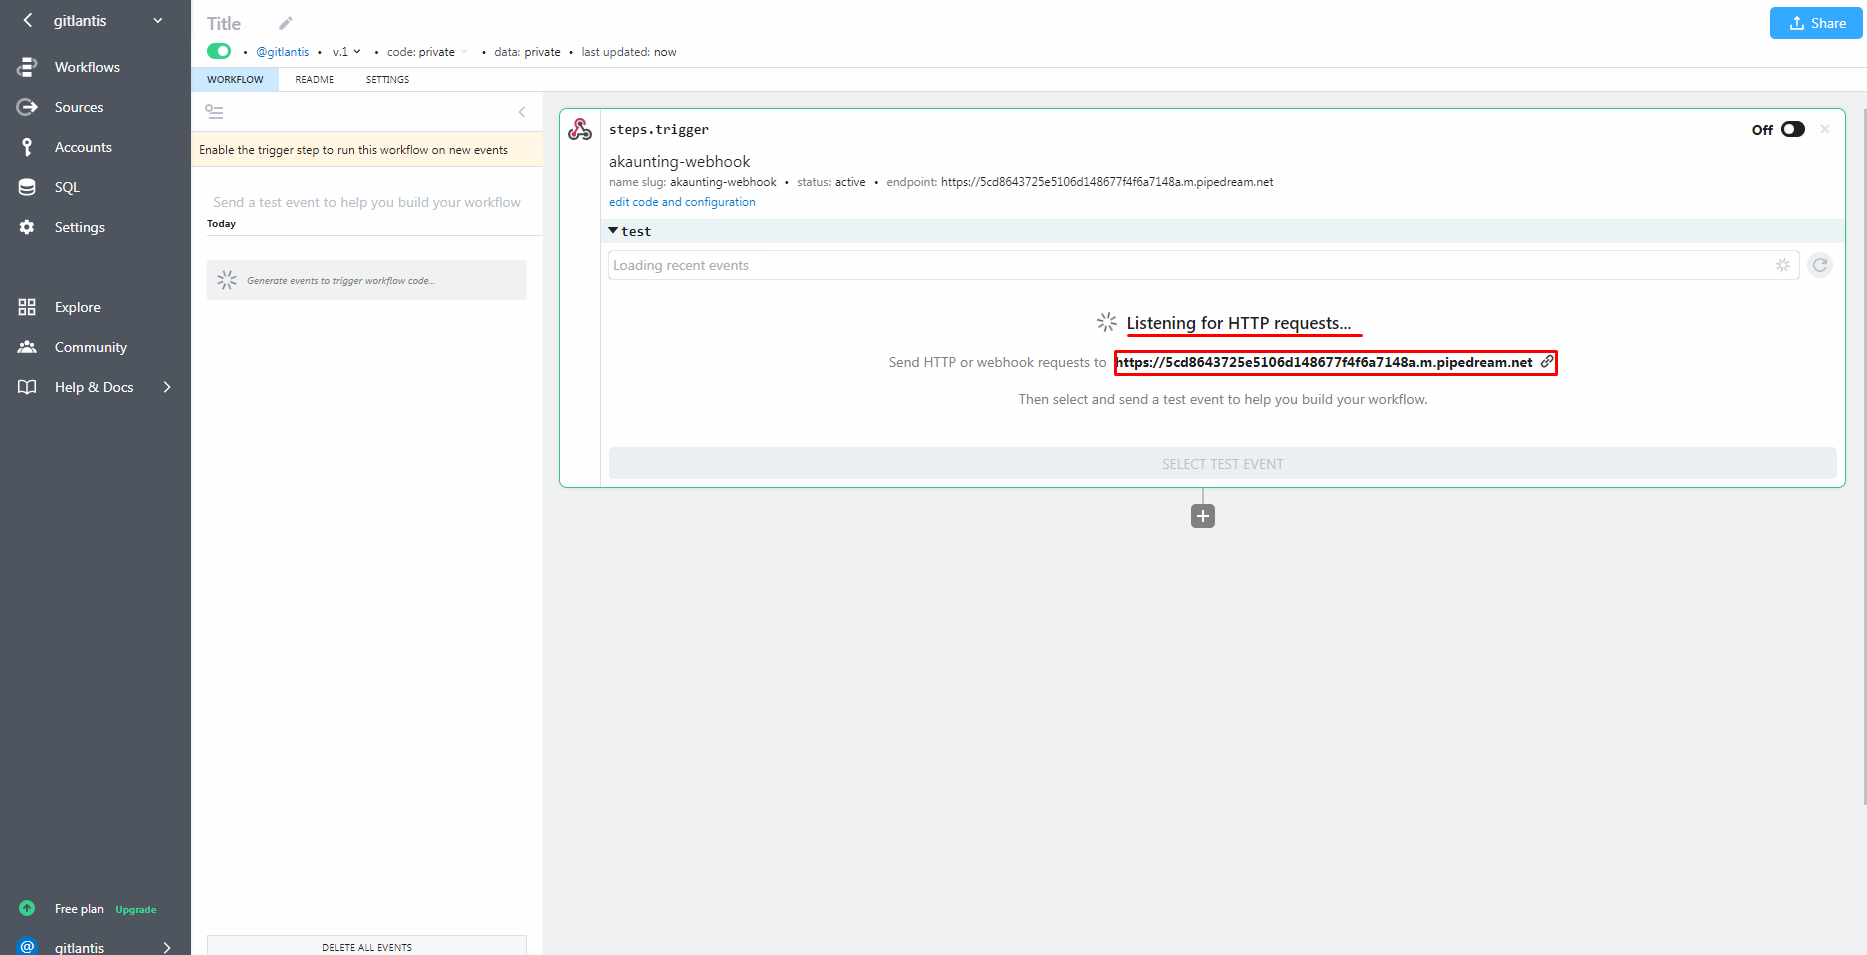 gitlantis
Workflows
Sources
Accounts
SQL
Settings
Explore
Community
Help & Docs
Free plan Upgrade
@ gitlantis
Title
• @gitlantis • v.1 • code: private • data: private • last updated: now
Share
WORKFLOW README SETTINGS
Enable the trigger step to run this workflow on new events
Send a test event to help you build your workflow
Today
Generate events to trigger workflow code...
DELETE ALL EVENTS
steps.trigger
Off
akaunting-webhook
name slug: akaunting-webhook • status: active • endpoint: https://5cd8643725e5106d148677f4f6a7148a.m.pipedream.net
edit code and configuration
test
Loading recent events
Listening for HTTP requests...
Send HTTP or webhook requests to https://5cd8643725e5106d148677f4f6a7148a.m.pipedream.net
Then select and send a test event to help you build your workflow.
SELECT TEST EVENT